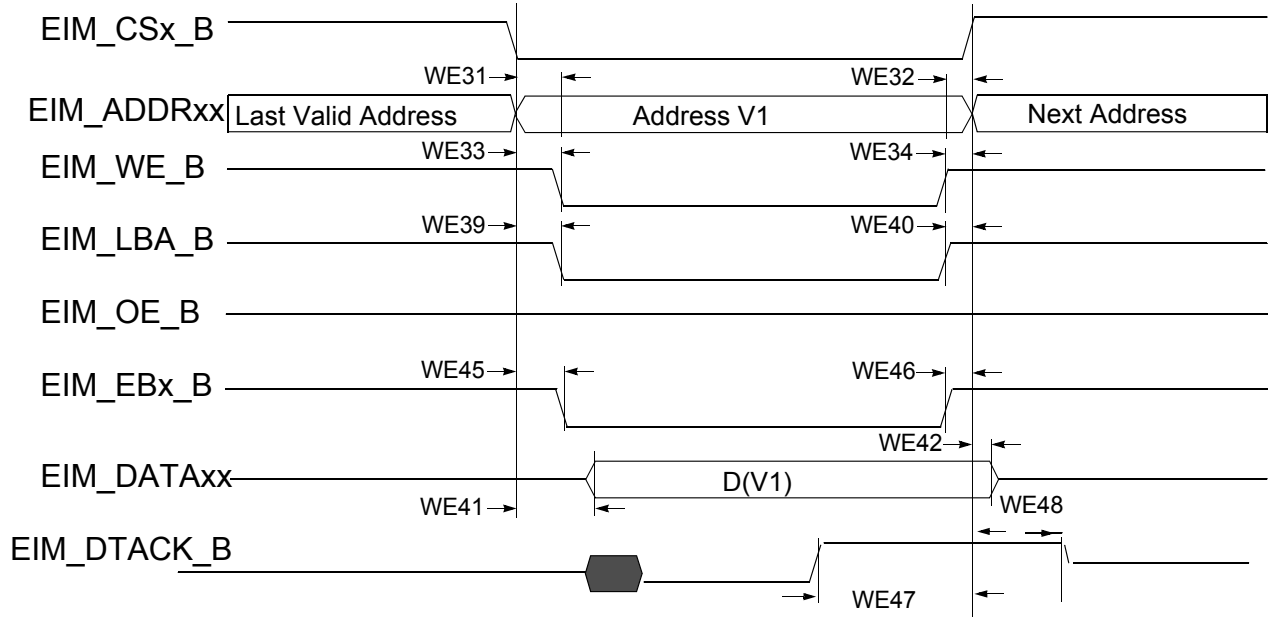 EIM_CSx_B
WE31
WE32
EIM_ADDRxx
Last Valid Address
Address V1
Next Address
WE33
WE34
EIM_WE_B
WE39
WE40
EIM_LBA_B
EIM_OE_B
WE45
WE46
EIM_EBx_B
WE42
EIM_DATAxx
D(V1)
WE41
WE48
EIM_DTACK_B
WE47